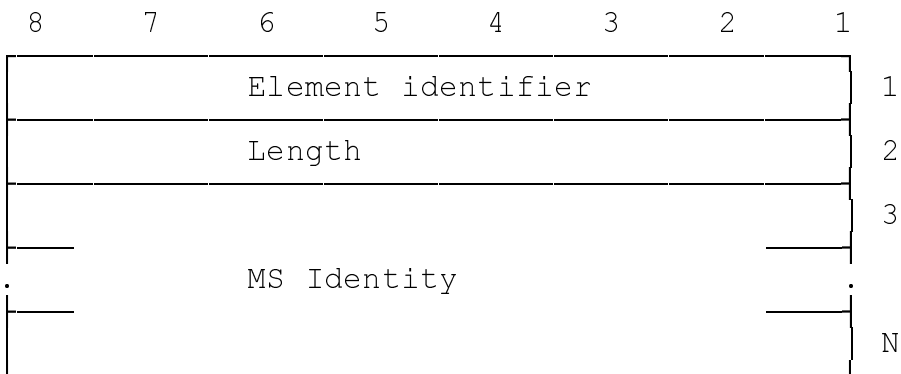 8 7 6 5 4 3 2 1
Element identifier 1
Length 2
3
MS Identity
N